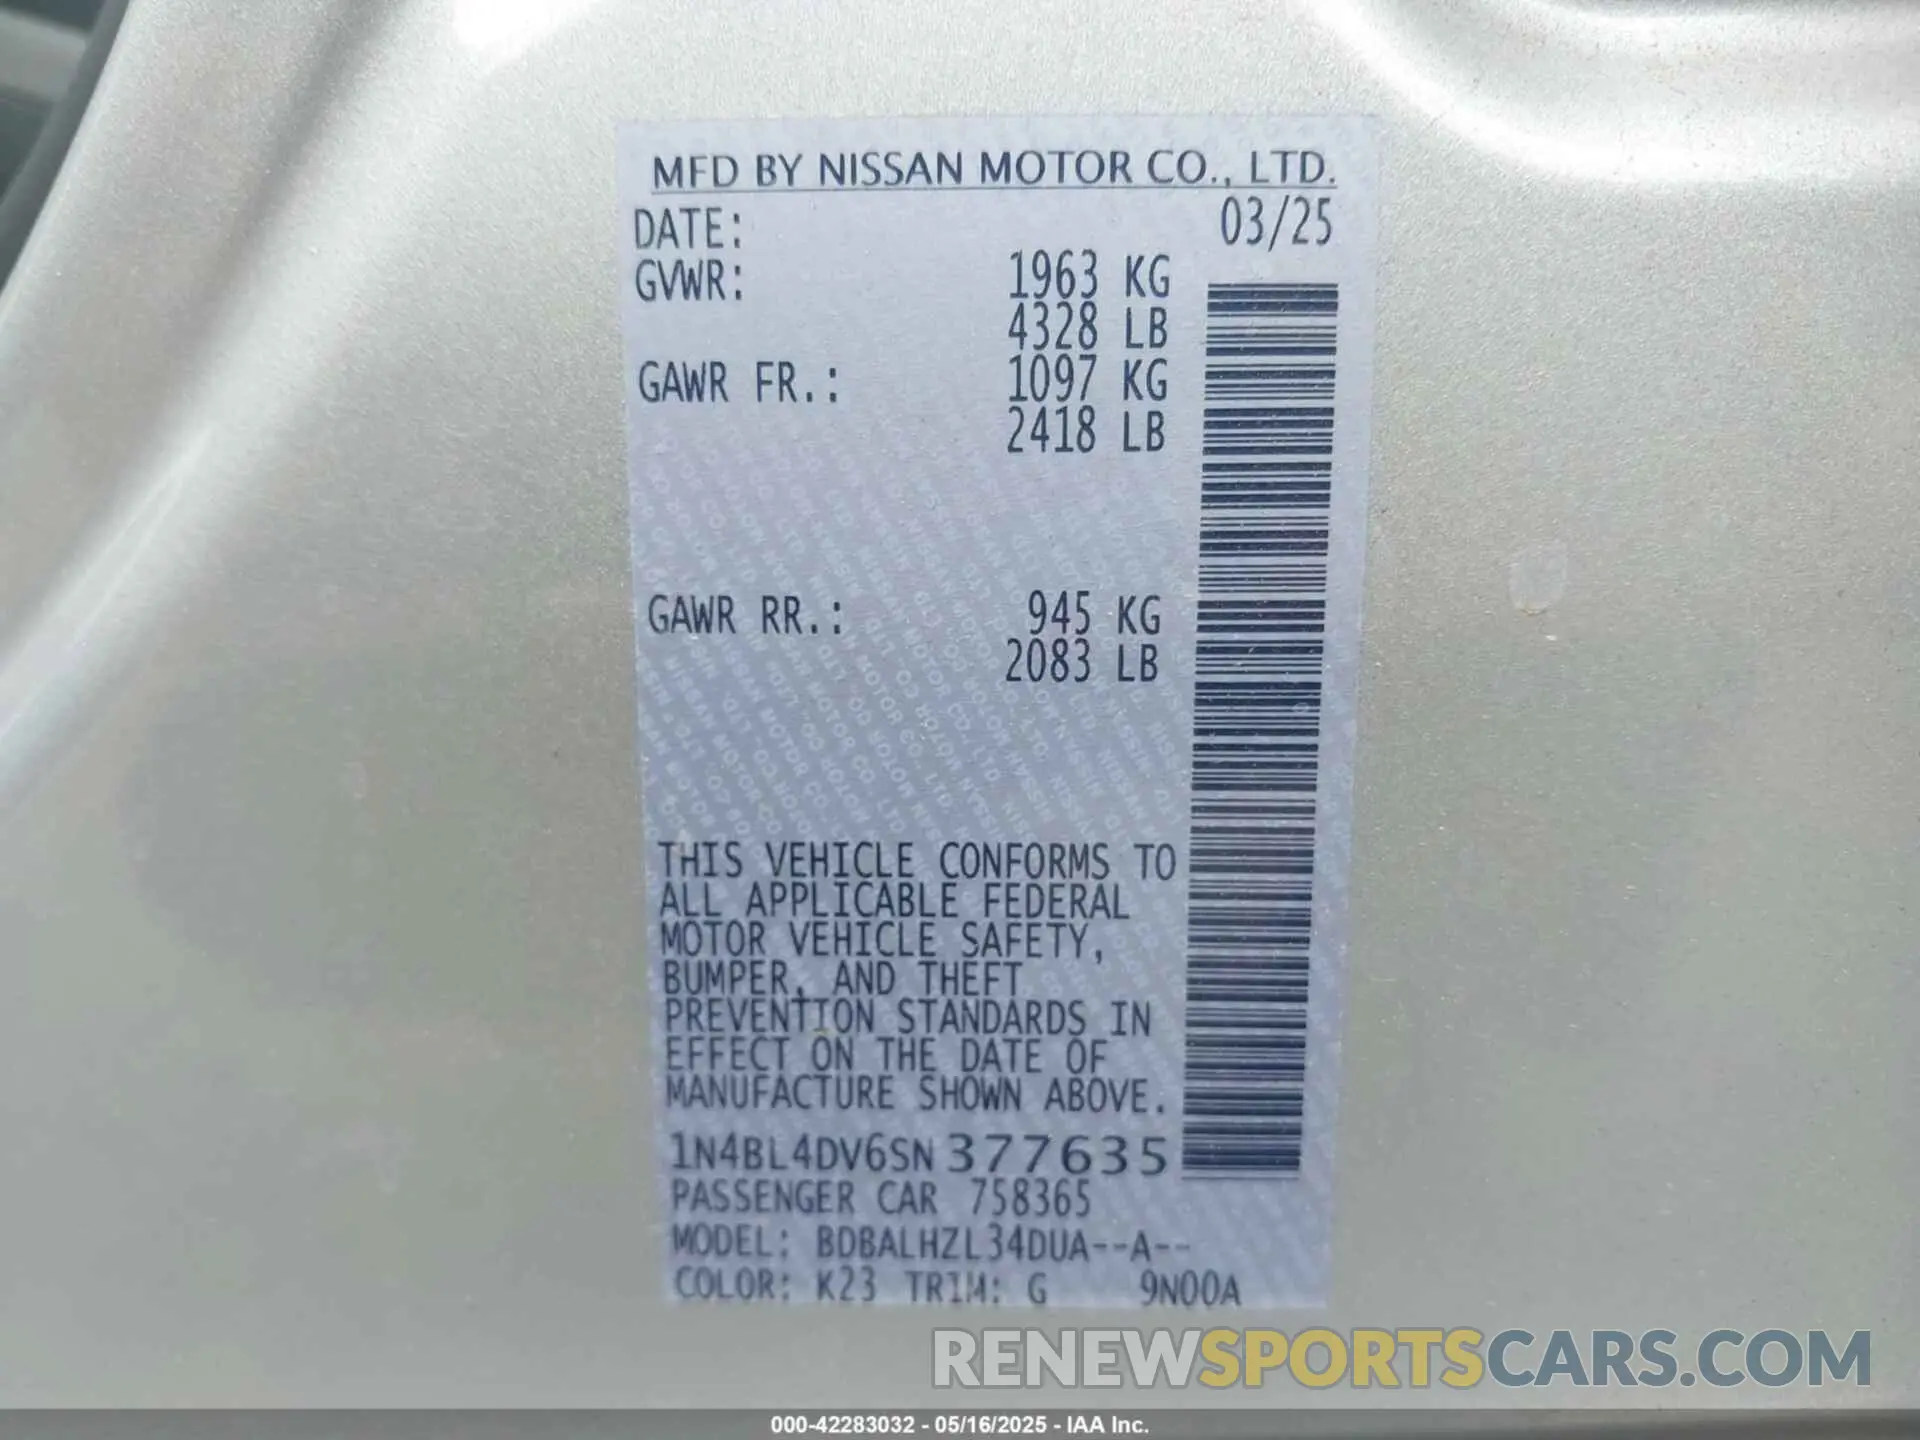 MFD BY NISSAN MOTOR CO., LTD.
DATE: 03/25
GVWR: 1963 KG
4328 LB
GAWR FR.: 1097 KG
2418 LB
GAWR RR.: 945 KG
2083 LB
THIS VEHICLE CONFORMS TO
ALL APPLICABLE FEDERAL
MOTOR VEHICLE SAFETY,
BUMPER, AND THEFT
PREVENTION STANDARDS IN
EFFECT ON THE DATE OF
MANUFACTURE SHOWN ABOVE.
1N4BL4DV6SN377635
PASSENGER CAR 758365
MODEL: BDBALHZL34DUA--A--
COLOR: K23 TRIM: G 9N00A
RENEWSPORTSCARS.COM
000-42283032 - 05/16/2025 - IAA Inc.